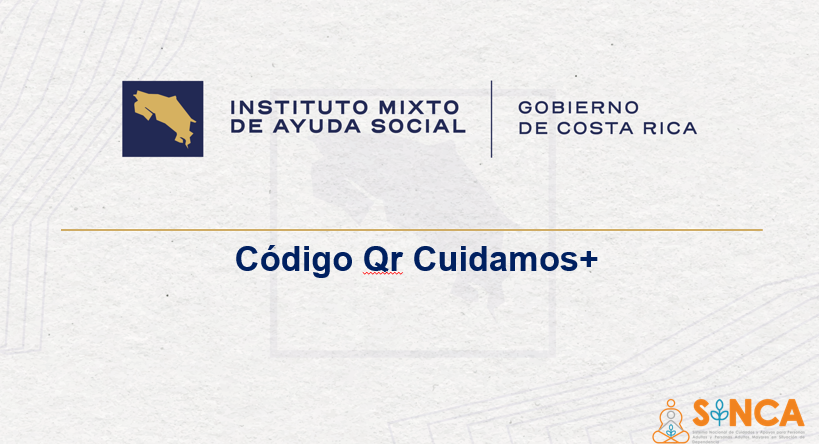 INSTITUTO MIXTO
DE AYUDA SOCIAL
GOBIERNO
DE COSTA RICA
Código Qr Cuidamos+
SINCA